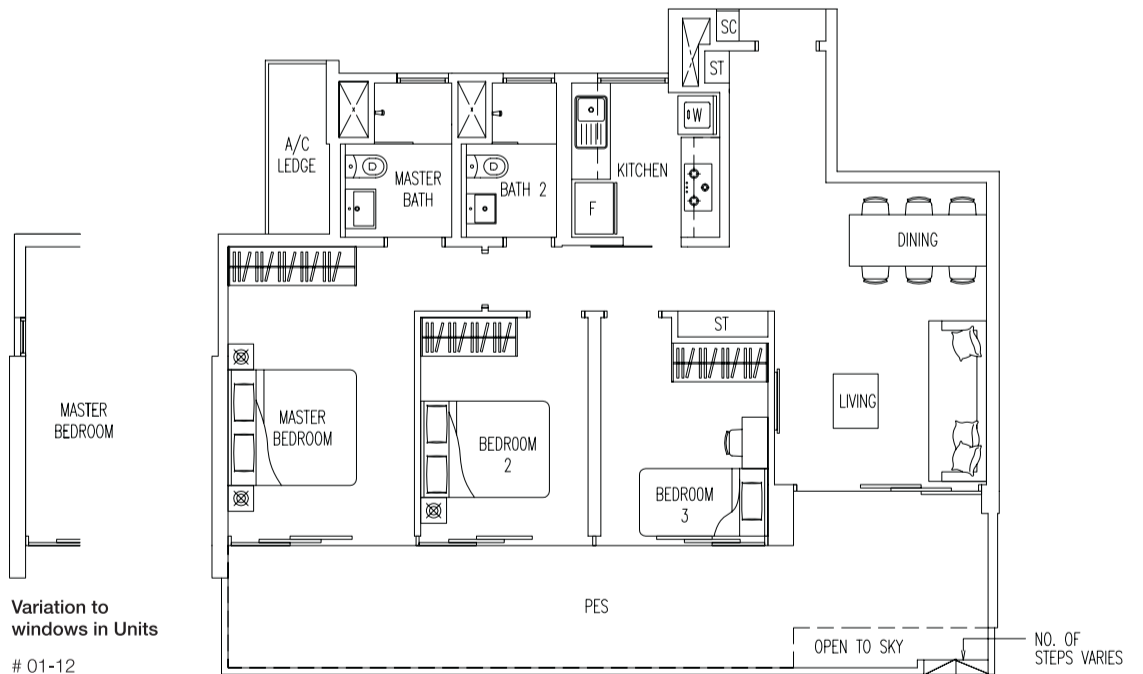 SC
ST
W
A/C
LEDGE
MASTER
BATH
BATH 2
KITCHEN
F
DINING
ST
MASTER
BEDROOM
MASTER
BEDROOM
BEDROOM
2
BEDROOM
3
LIVING
PES
OPEN TO SKY
NO. OF
STEPS VARIES
Variation to
windows in Units
# 01-12